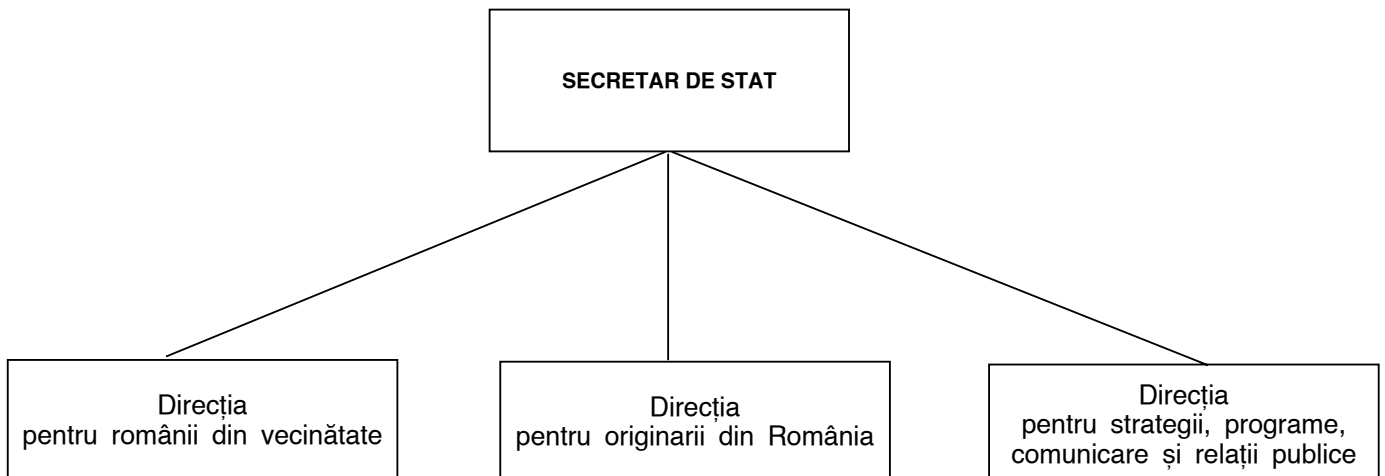 SECRETAR DE STAT
Direcția
pentru românii din vecinătate
Direcția
pentru originarii din România
Direcția
pentru strategii, programe,
comunicare și relații publice